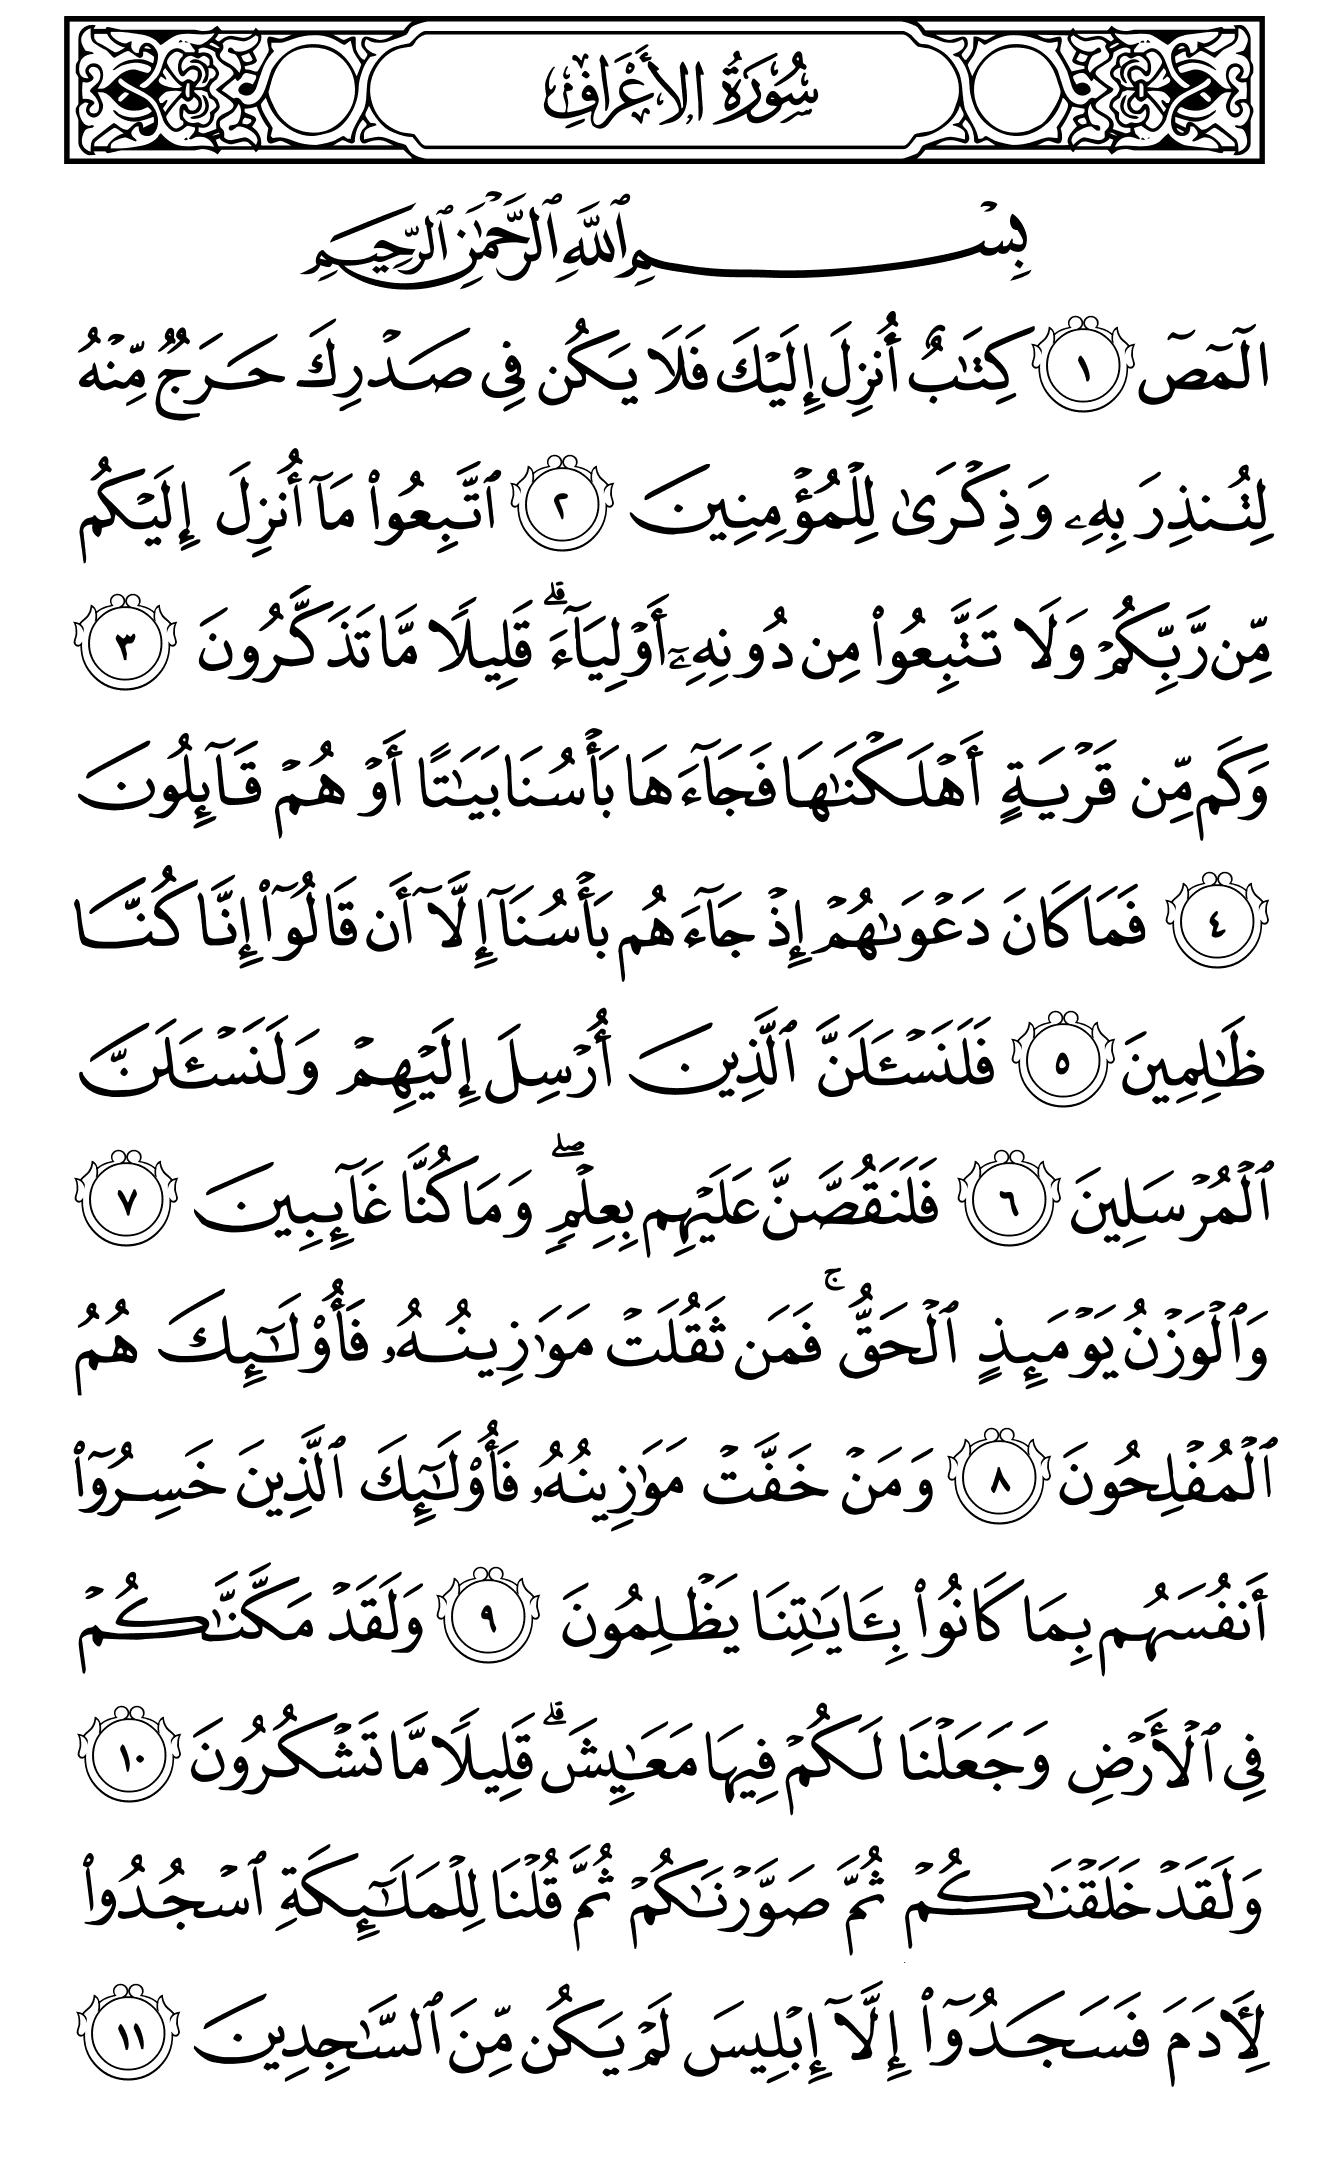 سُورَةُ الأَعْرَافِ
بِسْمِ ٱللَّهِ ٱلرَّحْمَٰنِ ٱلرَّحِيمِ
الٓمٓصٓ ١ كِتَٰبٌ أُنزِلَ إِلَيْكَ فَلَا يَكُن فِى صَدْرِكَ حَرَجٌ مِّنْهُ
لِتُنذِرَ بِهِۦ وَذِكْرَىٰ لِلْمُؤْمِنِينَ ٢ ٱتَّبِعُوا۟ مَآ أُنزِلَ إِلَيْكُم
مِّن رَّبِّكُمْ وَلَا تَتَّبِعُوا۟ مِن دُونِهِۦٓ أَوْلِيَآءَ ۗ قَلِيلًا مَّا تَذَكَّرُونَ ٣
وَكَم مِّن قَرْيَةٍ أَهْلَكْنَٰهَا فَجَآءَهَا بَأْسُنَا بَيَٰتًا أَوْ هُمْ قَآئِلُونَ
٤ فَمَا كَانَ دَعْوَىٰهُمْ إِذْ جَآءَهُم بَأْسُنَآ إِلَّآ أَن قَالُوٓا۟ إِنَّا كُنَّا
ظَٰلِمِينَ ٥ فَلَنَسْـَٔلَنَّ ٱلَّذِينَ أُرْسِلَ إِلَيْهِمْ وَلَنَسْـَٔلَنَّ
ٱلْمُرْسَلِينَ ٦ فَلَنَقُصَّنَّ عَلَيْهِم بِعِلْمٍ ۖ وَمَا كُنَّا غَآئِبِينَ ٧
وَٱلْوَزْنُ يَوْمَئِذٍ ٱلْحَقُّ ۚ فَمَن ثَقُلَتْ مَوَٰزِينُهُۥ فَأُو۟لَٰٓئِكَ هُمُ
ٱلْمُفْلِحُونَ ٨ وَمَنْ خَفَّتْ مَوَٰزِينُهُۥ فَأُو۟لَٰٓئِكَ ٱلَّذِينَ خَسِرُوٓا۟
أَنفُسَهُم بِمَا كَانُوا۟ بِـَٔايَٰتِنَا يَظْلِمُونَ ٩ وَلَقَدْ مَكَّنَّٰكُمْ
فِى ٱلْأَرْضِ وَجَعَلْنَا لَكُمْ فِيهَا مَعَٰيِشَ ۗ قَلِيلًا مَّا تَشْكُرُونَ ١٠
وَلَقَدْ خَلَقْنَٰكُمْ ثُمَّ صَوَّرْنَٰكُمْ ثُمَّ قُلْنَا لِلْمَلَٰٓئِكَةِ ٱسْجُدُوا۟
لِـَٔادَمَ فَسَجَدُوٓا۟ إِلَّآ إِبْلِيسَ لَمْ يَكُن مِّنَ ٱلسَّٰجِدِينَ ١١